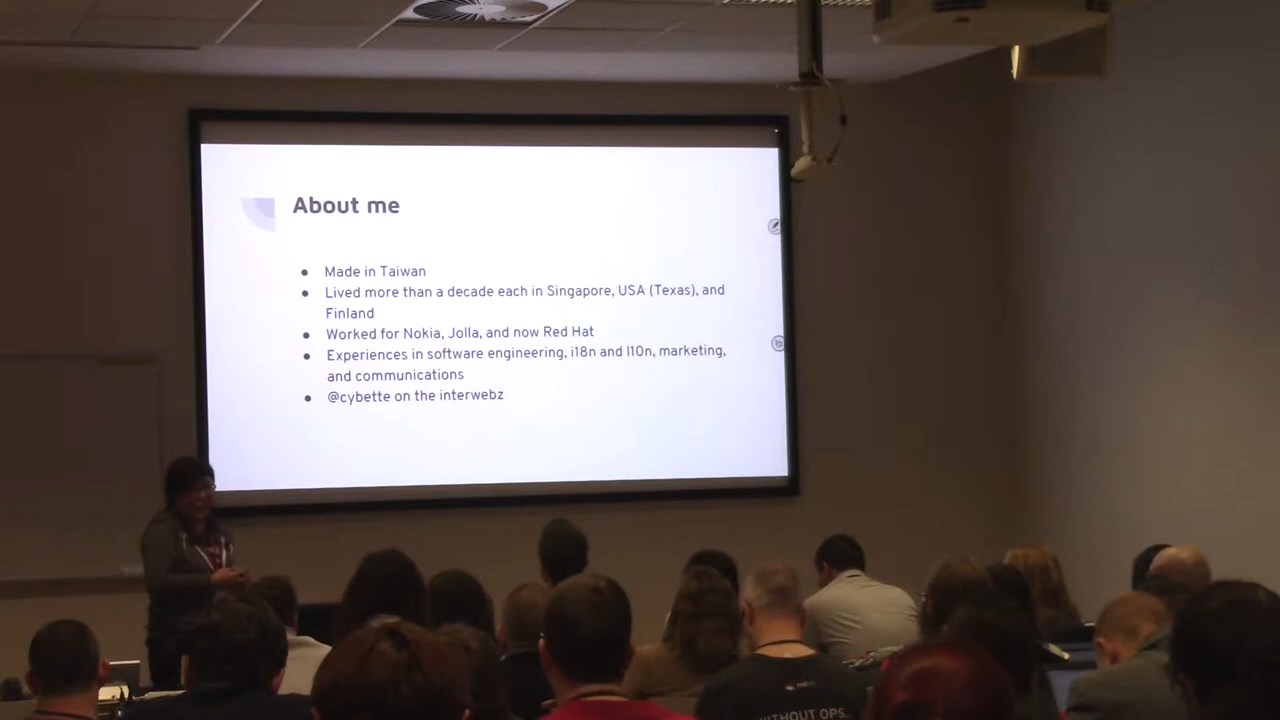 About me
● Made in Taiwan
● Lived more than a decade each in Singapore, USA (Texas), and
Finland
● Worked for Nokia, Jolla, and now Red Hat
● Experiences in software engineering, i18n and l10n, marketing,
and communications
● @cybette on the interwebz
WITHOUT OPS